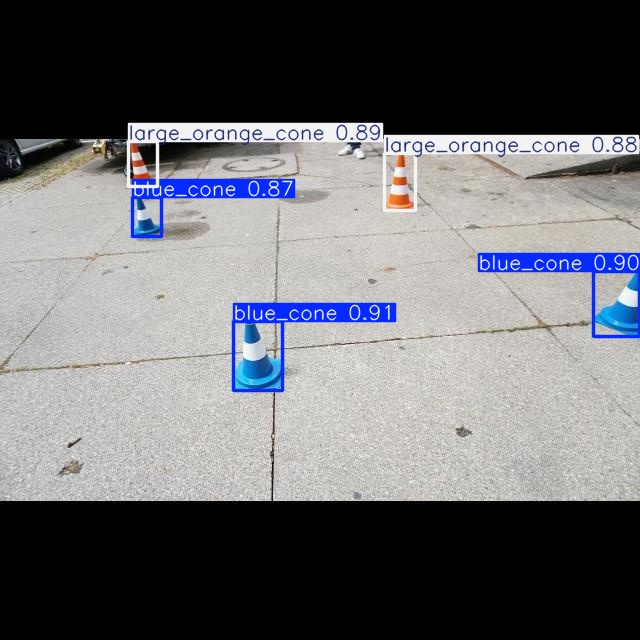 large_orange_cone 0.89
large_orange_cone 0.88
blue_cone 0.87
blue_cone 0.90
blue_cone 0.91